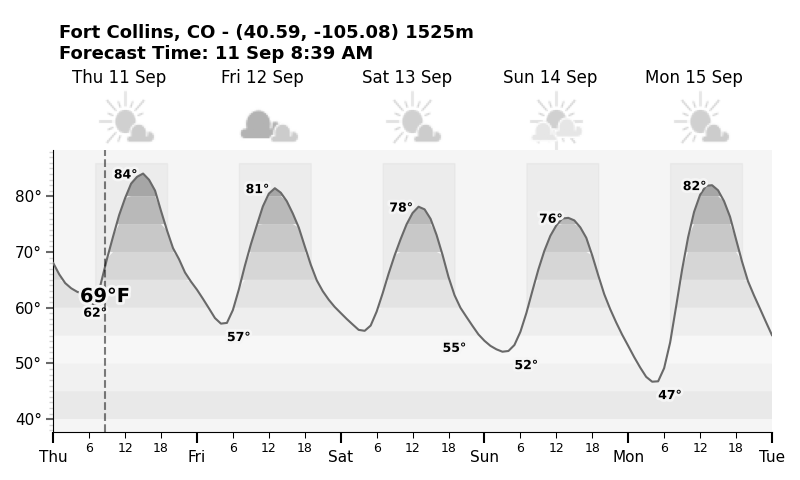 Fort Collins, CO - (40.59, -105.08) 1525m
Forecast Time: 11 Sep 8:39 AM
Thu 11 Sep Fri 12 Sep Sat 13 Sep Sun 14 Sep Mon 15 Sep
84° 81° 78° 76° 82°
80°
70°
69°F
62°
60°
57° 55° 52° 47°
50°
40°
6 12 18 6 12 18 6 12 18 6 12 18 6 12 18
Thu Fri Sat Sun Mon Tue